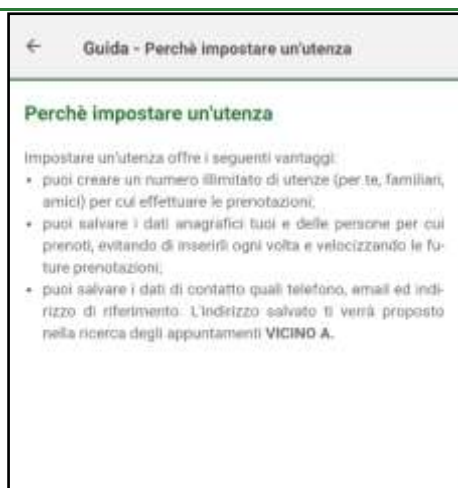 ← Guida - Perchè impostare un'utenza
Perchè impostare un'utenza
Impostare un'utenza offre i seguenti vantaggi:
• puoi creare un numero illimitato di utenze (per te, familiari,
amici) per cui effettuare le prenotazioni;
• puoi salvare i dati anagrafici tuoi e delle persone per cui
prenoti, evitando di inserirli ogni volta e velocizzando le fu-
ture prenotazioni;
• puoi salvare i dati di contatto quali telefono, email ed indi-
rizzo di riferimento. L'indirizzo salvato ti verrà proposto
nella ricerca degli appuntamenti VICINO A.